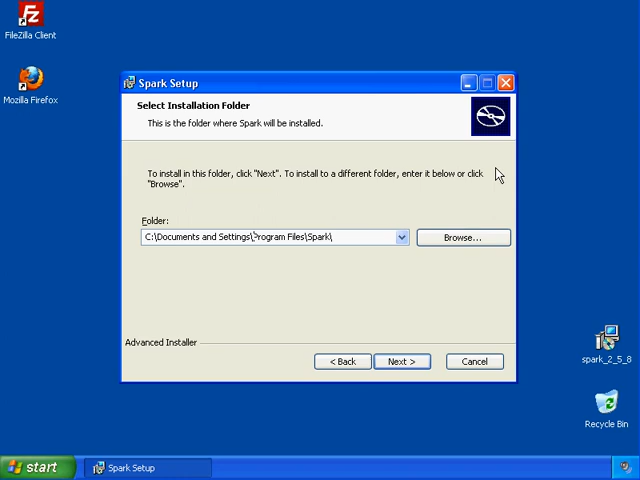 FileZilla Client
Mozilla Firefox
Spark Setup
Select Installation Folder
This is the folder where Spark will be installed.
To install in this folder, click "Next". To install to a different folder, enter it below or click
"Browse".
Folder:
C:\Documents and Settings\Program Files\Spark\
Browse...
Advanced Installer
< Back
Next >
Cancel
spark_2_5_8
Recycle Bin
start
Spark Setup